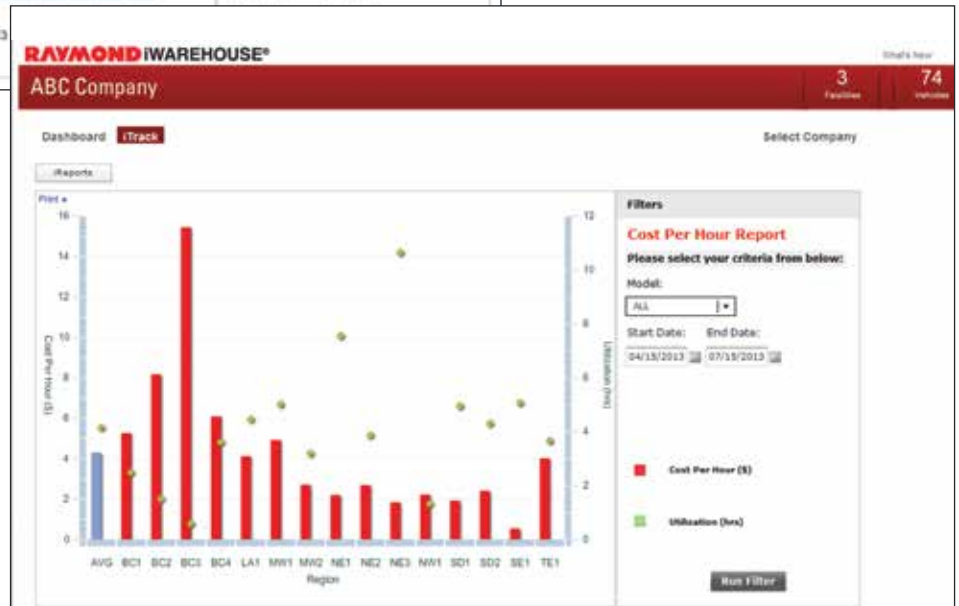 3
RAYMOND iWAREHOUSE®
What's New
ABC Company
3
Facilities
74
Vehicles
Dashboard
iTrack
Select Company
iReports
Print
16
14
12
10
8
6
4
2
0
Cost Per Hour ($)
12
10
8
6
4
2
0
Utilization (hrs)
AVG BC1 BC2 BC3 BC4 LA1 MW1 MW2 NE1 NE2 NE3 NW1 SD1 SD2 SE1 TE1
Region
Filters
Cost Per Hour Report
Please select your criteria from below:
Model:
ALL
Start Date: End Date:
04/15/2013 07/15/2013
Cost Per Hour ($)
Utilization (hrs)
Run Filter